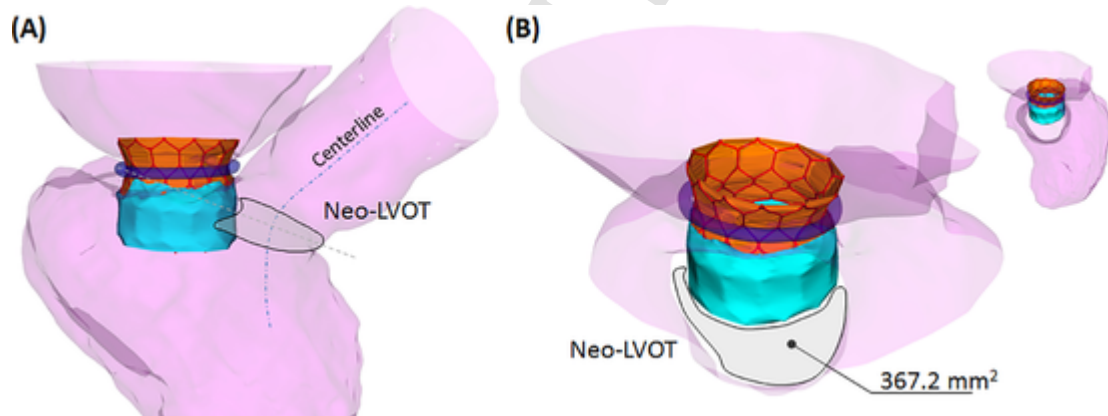 (A)
Centerline
Neo-LVOT
(B)
Neo-LVOT
367.2 mm²